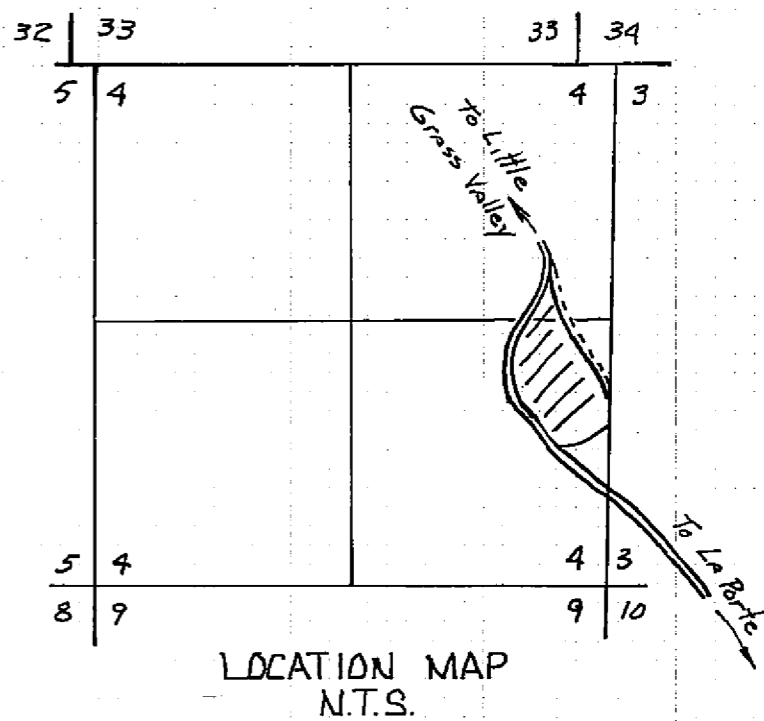 32 33 33 34
5 4 4 3
To Little
Grass Valley
5 4 4 3
8 9 9 10
To La Porte
LOCATION MAP
N.T.S.